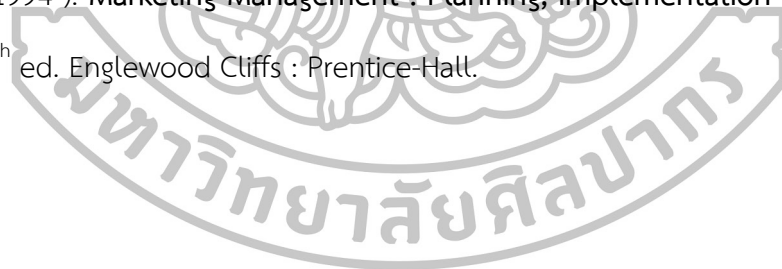 1994 ). Marketing Management : Planning, Implementation
h ed. Englewood Cliffs : Prentice-Hall.
มหาวิทยาลัยศิลปากร